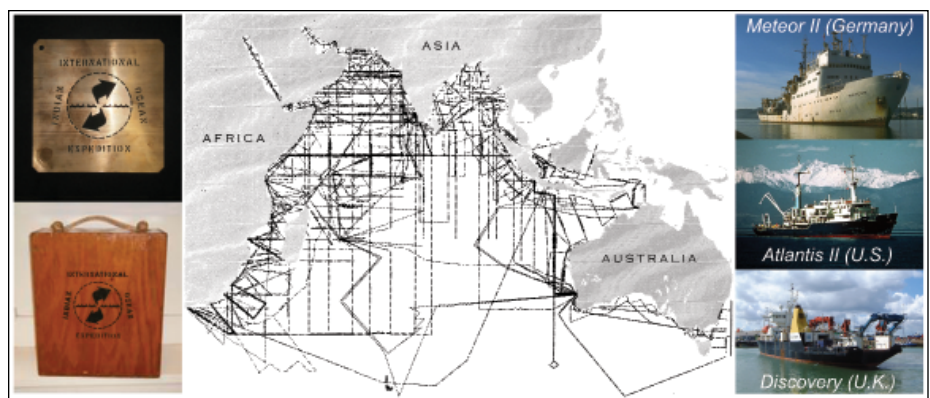 INTERNATIONAL
INDIAN
OCEAN
EXPEDITION
INTERNATIONAL
INDIAN
OCEAN
EXPEDITION
ASIA
AFRICA
AUSTRALIA
Meteor II (Germany)
Atlantis II (U.S.)
Discovery (U.K.)